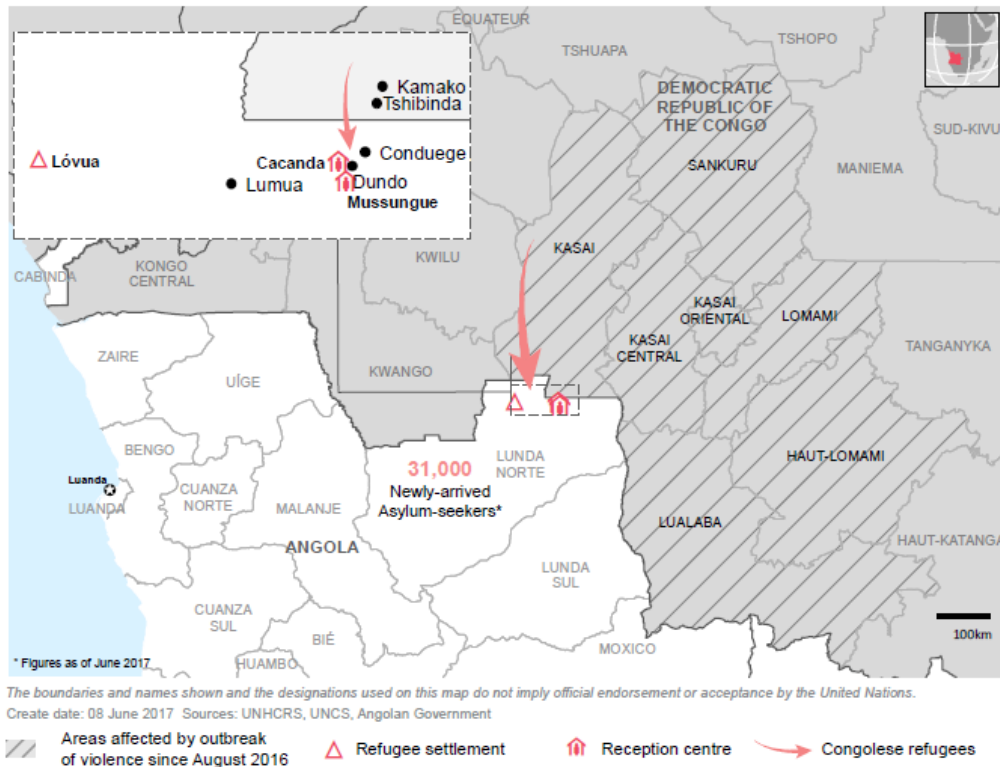 EQUATEUR
TSHUAPA
TSHOPO
DEMOCRATIC
REPUBLIC OF
THE CONGO
SUD-KIVU
MANIEMA
SANKURU
Kamako
Tshibinda
Lóvua
Cacanda
Conduege
Lumua
Dundo
Mussungue
CABINDA
KONGO
CENTRAL
KWILU
KASAI
KASAI
ORIENTAL
LOMAMI
KASAI
CENTRAL
TANGANYKA
KWANGO
ZAIRE
UÍGE
BENGO
Luanda
LUANDA
CUANZA
NORTE
MALANJE
31,000
Newly-arrived
Asylum-seekers*
LUNDA
NORTE
HAUT-LOMAMI
LUALABA
HAUT-KATANGA
ANGOLA
LUNDA
SUL
CUANZA
SUL
BIÉ
HUAMBO
MOXICO
100km
* Figures as of June 2017
The boundaries and names shown and the designations used on this map do not imply official endorsement or acceptance by the United Nations.
Create date: 08 June 2017 Sources: UNHCRS, UNCS, Angolan Government
Areas affected by outbreak
of violence since August 2016
Refugee settlement
Reception centre
Congolese refugees